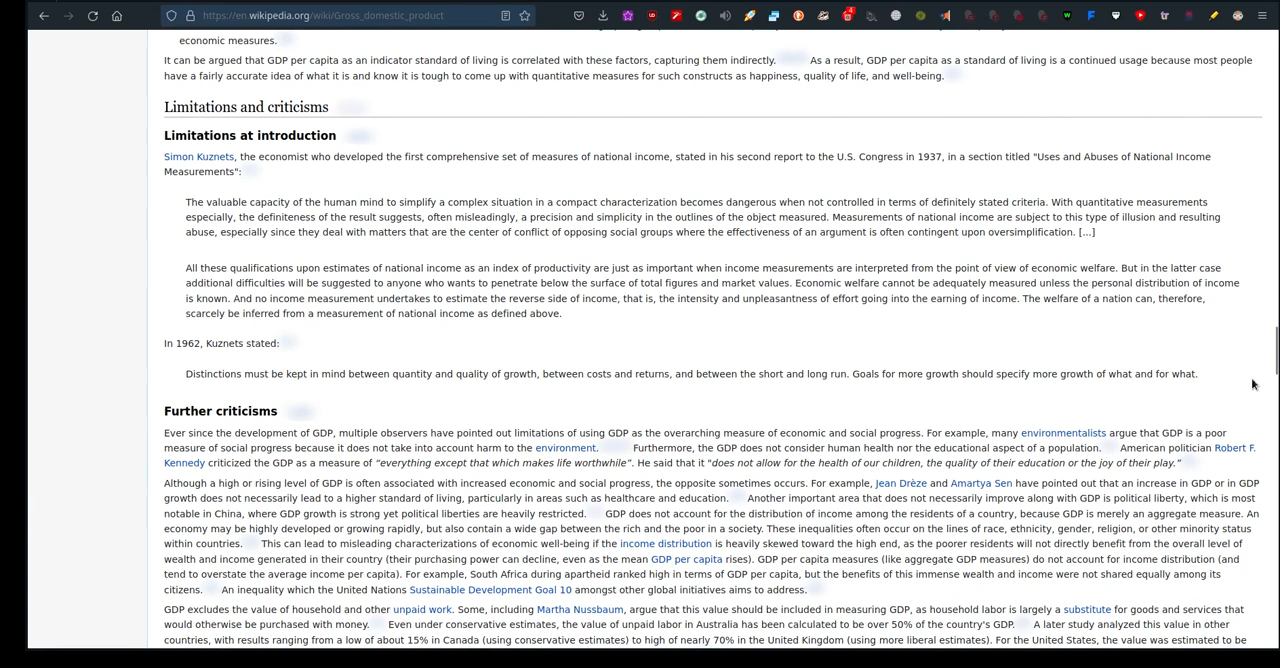 https://en.wikipedia.org/wiki/Gross_domestic_product
economic measures.
It can be argued that GDP per capita as an indicator standard of living is correlated with these factors, capturing them indirectly. As a result, GDP per capita as a standard of living is a continued usage because most people
have a fairly accurate idea of what it is and know it is tough to come up with quantitative measures for such constructs as happiness, quality of life, and well-being.
Limitations and criticisms
Limitations at introduction
Simon Kuznets, the economist who developed the first comprehensive set of measures of national income, stated in his second report to the U.S. Congress in 1937, in a section titled "Uses and Abuses of National Income
Measurements":
The valuable capacity of the human mind to simplify a complex situation in a compact characterization becomes dangerous when not controlled in terms of definitely stated criteria. With quantitative measurements
especially, the definiteness of the result suggests, often misleadingly, a precision and simplicity in the outlines of the object measured. Measurements of national income are subject to this type of illusion and resulting
abuse, especially since they deal with matters that are the center of conflict of opposing social groups where the effectiveness of an argument is often contingent upon oversimplification. [...]
All these qualifications upon estimates of national income as an index of productivity are just as important when income measurements are interpreted from the point of view of economic welfare. But in the latter case
additional difficulties will be suggested to anyone who wants to penetrate below the surface of total figures and market values. Economic welfare cannot be adequately measured unless the personal distribution of income
is known. And no income measurement undertakes to estimate the reverse side of income, that is, the intensity and unpleasantness of effort going into the earning of income. The welfare of a nation can, therefore,
scarcely be inferred from a measurement of national income as defined above.
In 1962, Kuznets stated:
Distinctions must be kept in mind between quantity and quality of growth, between costs and returns, and between the short and long run. Goals for more growth should specify more growth of what and for what.
Further criticisms
Ever since the development of GDP, multiple observers have pointed out limitations of using GDP as the overarching measure of economic and social progress. For example, many environmentalists argue that GDP is a poor
measure of social progress because it does not take into account harm to the environment. Furthermore, the GDP does not consider human health nor the educational aspect of a population. American politician Robert F.
Kennedy criticized the GDP as a measure of “everything except that which makes life worthwhile”. He said that it "does not allow for the health of our children, the quality of their education or the joy of their play.”
Although a high or rising level of GDP is often associated with increased economic and social progress, the opposite sometimes occurs. For example, Jean Drèze and Amartya Sen have pointed out that an increase in GDP or in GDP
growth does not necessarily lead to a higher standard of living, particularly in areas such as healthcare and education. Another important area that does not necessarily improve along with GDP is political liberty, which is most
notable in China, where GDP growth is strong yet political liberties are heavily restricted. GDP does not account for the distribution of income among the residents of a country, because GDP is merely an aggregate measure. An
economy may be highly developed or growing rapidly, but also contain a wide gap between the rich and the poor in a society. These inequalities often occur on the lines of race, ethnicity, gender, religion, or other minority status
within countries. This can lead to misleading characterizations of economic well-being if the income distribution is heavily skewed toward the high end, as the poorer residents will not directly benefit from the overall level of
wealth and income generated in their country (their purchasing power can decline, even as the mean GDP per capita rises). GDP per capita measures (like aggregate GDP measures) do not account for income distribution (and
tend to overstate the average income per capita). For example, South Africa during apartheid ranked high in terms of GDP per capita, but the benefits of this immense wealth and income were not shared equally among its
citizens. An inequality which the United Nations Sustainable Development Goal 10 amongst other global initiatives aims to address.
GDP excludes the value of household and other unpaid work. Some, including Martha Nussbaum, argue that this value should be included in measuring GDP, as household labor is largely a substitute for goods and services that
would otherwise be purchased with money. Even under conservative estimates, the value of unpaid labor in Australia has been calculated to be over 50% of the country's GDP. A later study analyzed this value in other
countries, with results ranging from a low of about 15% in Canada (using conservative estimates) to high of nearly 70% in the United Kingdom (using more liberal estimates). For the United States, the value was estimated to be